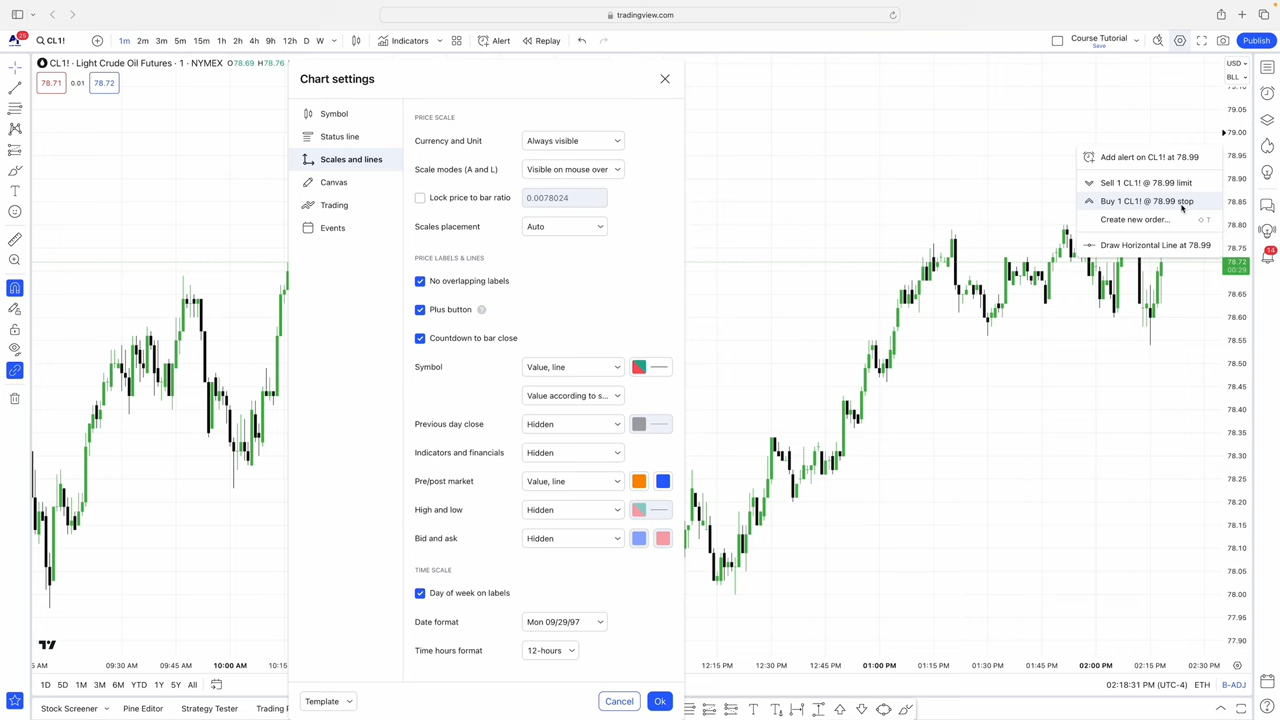 tradingview.com
25
CL1!
1m 2m 3m 5m 15m 1h 2h 4h 9h 12h D W
Indicators
Alert
Replay
Course Tutorial
Save
Publish
CL1! · Light Crude Oil Futures · 1 · NYMEX O78.69 H78.76
78.71 0.01 78.72
USD
BLL
Chart settings
Symbol
Status line
Scales and lines
Canvas
Trading
Events
PRICE SCALE
Currency and Unit Always visible
Scale modes (A and L) Visible on mouse over
Lock price to bar ratio 0.0078024
Scales placement Auto
PRICE LABELS & LINES
No overlapping labels
Plus button ?
Countdown to bar close
Symbol Value, line
Value according to s...
Previous day close Hidden
Indicators and financials Hidden
Pre/post market Value, line
High and low Hidden
Bid and ask Hidden
TIME SCALE
Day of week on labels
Date format Mon 09/29/97
Time hours format 12-hours
Template
Cancel
Ok
Add alert on CL1! at 78.99
Sell 1 CL1! @ 78.99 limit
Buy 1 CL1! @ 78.99 stop
Create new order... T
Draw Horizontal Line at 78.99
79.10
79.05
79.00
78.95
78.90
78.85
78.80
78.75
78.72
00:29
78.65
78.60
78.55
78.50
78.45
78.40
78.35
78.30
78.25
78.20
78.15
78.10
78.05
78.00
77.95
77.90
14
5 AM 09:30 AM 09:45 AM 10:00 AM 10:15
12:15 PM 12:30 PM 12:45 PM 01:00 PM 01:15 PM 01:30 PM 01:45 PM 02:00 PM 02:15 PM 02:30 PM
1D 5D 1M 3M 6M YTD 1Y 5Y All
02:18:31 PM (UTC-4) ETH B-ADJ
Stock Screener Pine Editor Strategy Tester Trading P